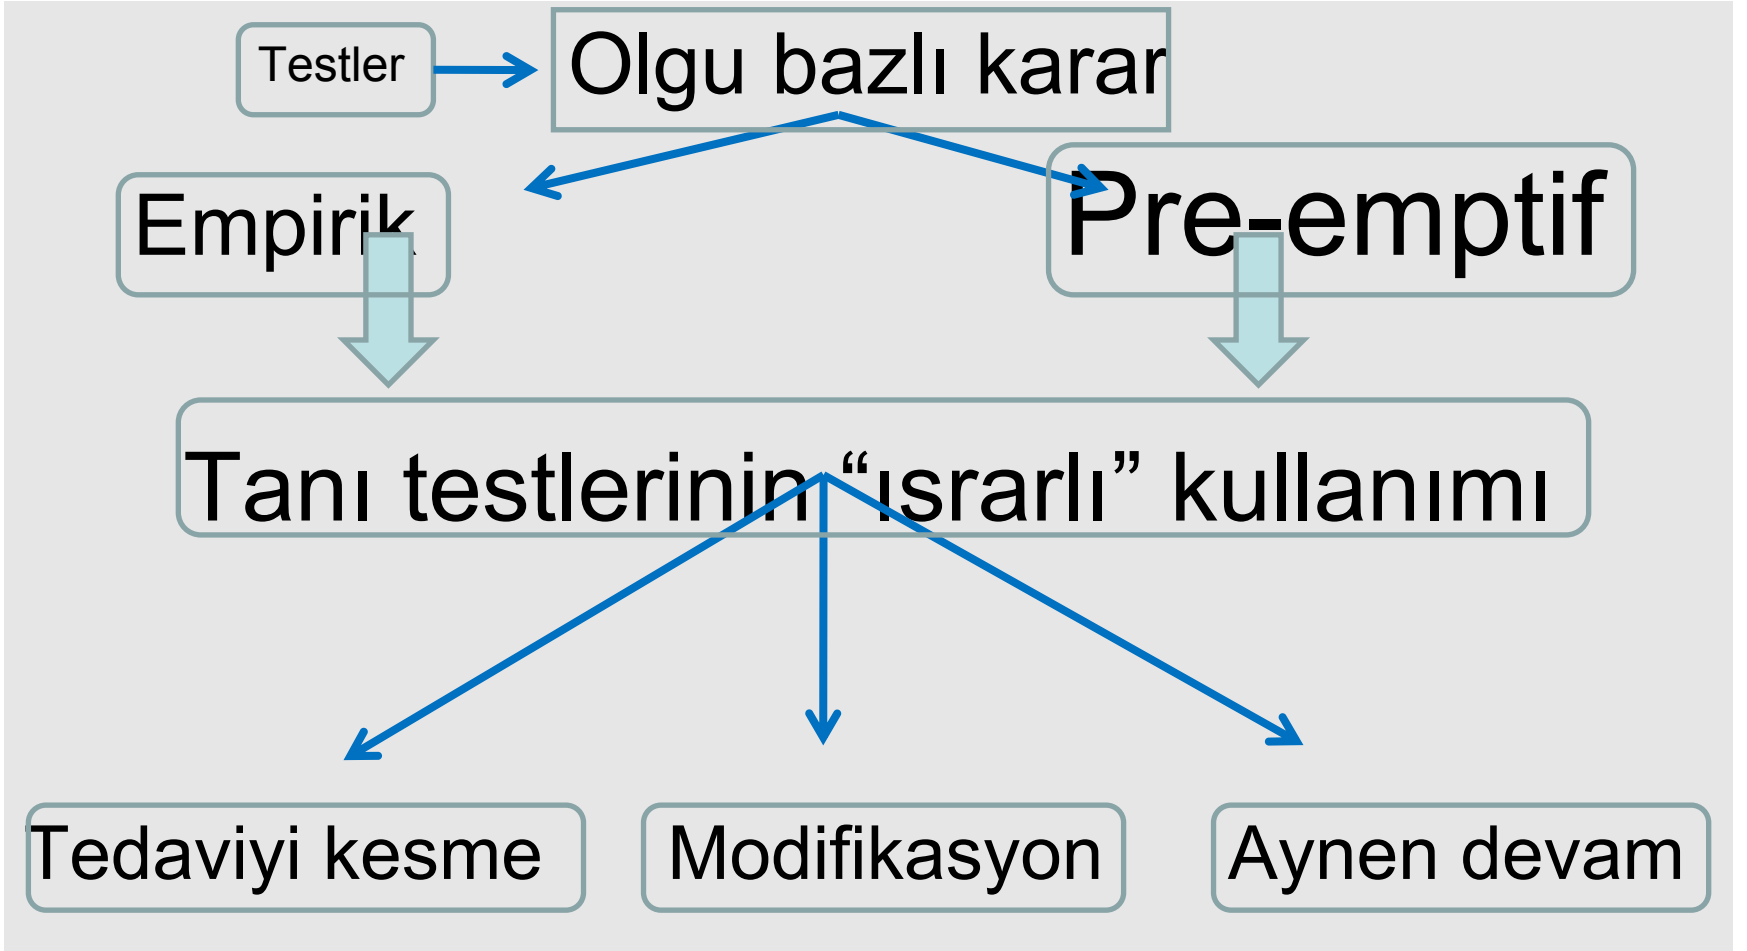 Testler
Olgu bazlı karar
Empirik
Pre-emptif
Tanı testlerinin “ısrarlı” kullanımı
Tedaviyi kesme
Modifikasyon
Aynen devam